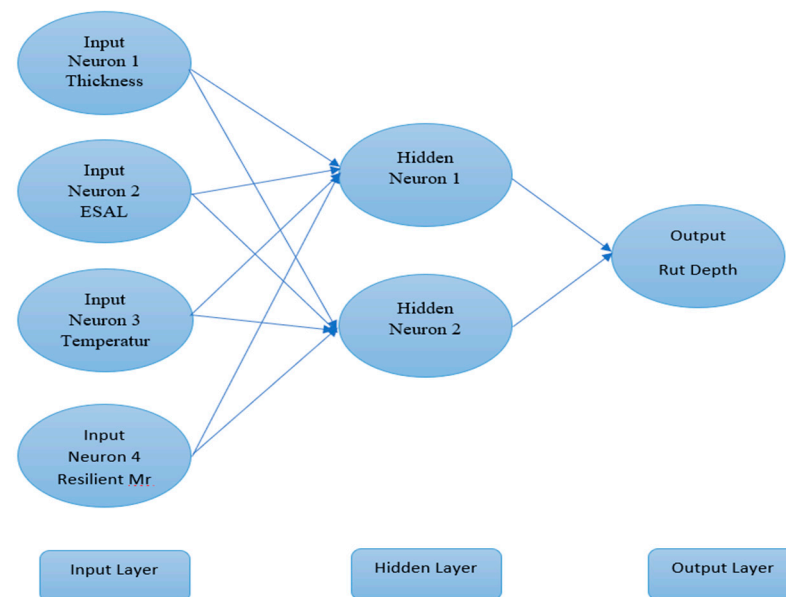 Input
Neuron 1
Thickness
Input
Neuron 2
ESAL
Input
Neuron 3
Temperatur
Input
Neuron 4
Resilient Mr
Hidden
Neuron 1
Hidden
Neuron 2
Output
Rut Depth
Input Layer
Hidden Layer
Output Layer